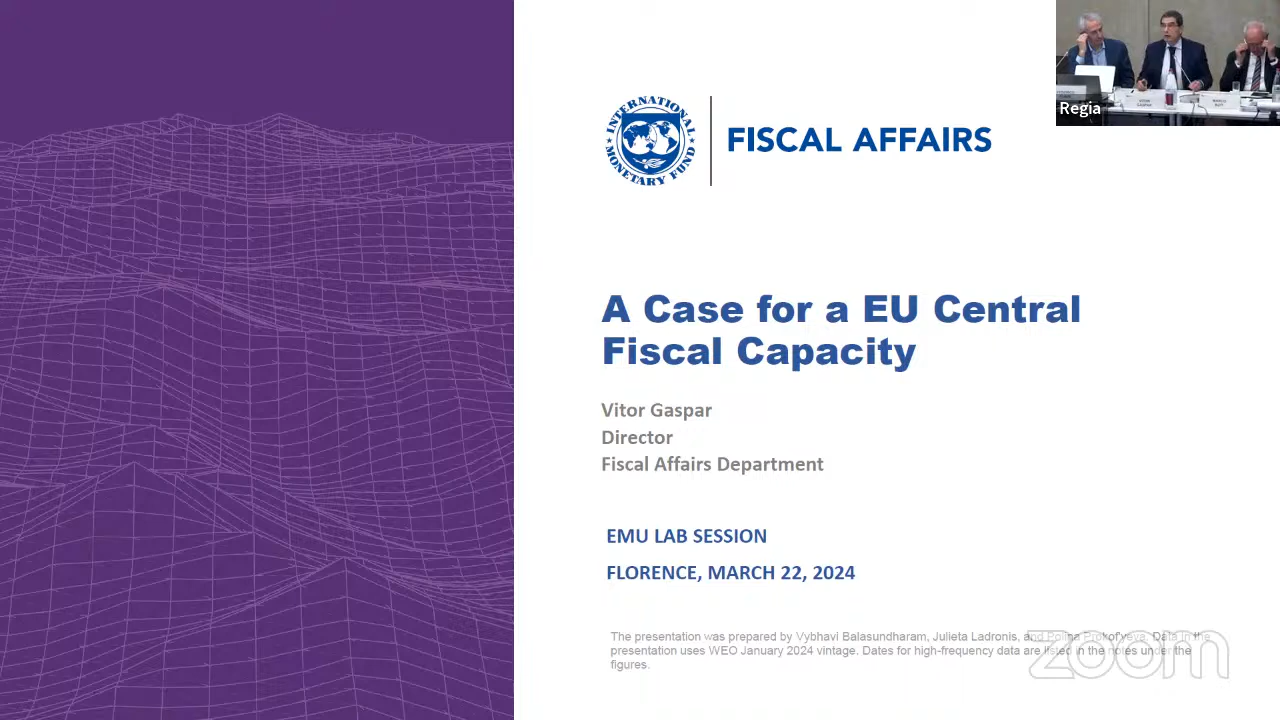 INTERNATIONAL
MONETARY FUND
FISCAL AFFAIRS
Regia
A Case for a EU Central
Fiscal Capacity
Vitor Gaspar
Director
Fiscal Affairs Department
EMU LAB SESSION
FLORENCE, MARCH 22, 2024
The presentation was prepared by Vybhavi Balasundharam, Julieta Ladronis, and Polina Prokof'yeva. Data in the
presentation uses WEO January 2024 vintage. Dates for high-frequency data are listed in the notes under the
figures.
zoom